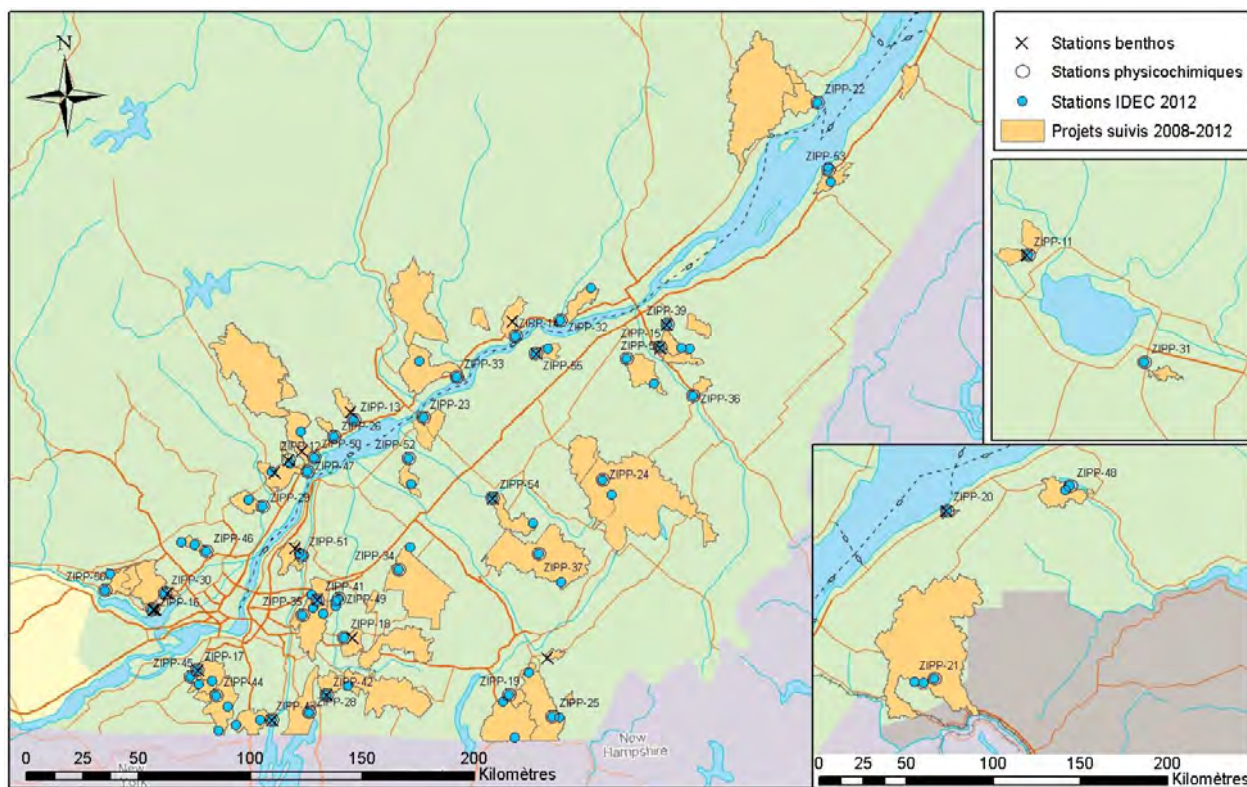 N
Stations benthos
Stations physicochimiques
Stations IDEC 2012
Projets suivis 2008-2012
ZIPP-22
ZIPP-53
ZIPP-11
ZIPP-31
ZIPP-39
ZIPP-32
ZIPP-15
ZIPP-55
ZIPP-33
ZIPP-36
ZIPP-13
ZIPP-23
ZIPP-26
ZIPP-12
ZIPP-50
ZIPP-52
ZIPP-47
ZIPP-24
ZIPP-29
ZIPP-54
ZIPP-48
ZIPP-20
ZIPP-46
ZIPP-51
ZIPP-34
ZIPP-37
ZIPP-30
ZIPP-41
ZIPP-16
ZIPP-35
ZIPP-49
ZIPP-18
ZIPP-17
ZIPP-45
ZIPP-21
ZIPP-44
ZIPP-42
ZIPP-19
ZIPP-28
ZIPP-25
New
Hampshire
0 25 50 100 150 200
Kilomètres
New
York
0 25 50 100 150 200
Kilomètres